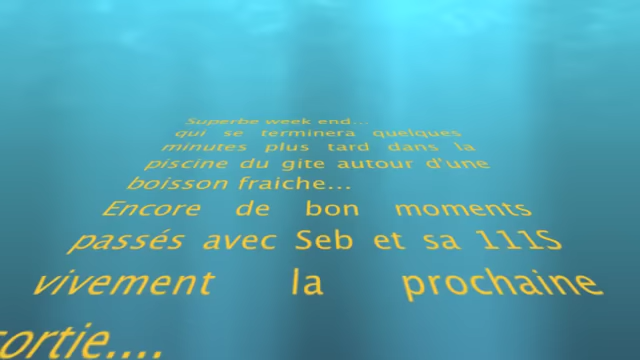 Superbe week end...
qui se terminera quelques
minutes plus tard dans la
piscine du gite autour d'une
boisson fraiche...
Encore de bon moments
passés avec Seb et sa 111S
vivement la prochaine
sortie....